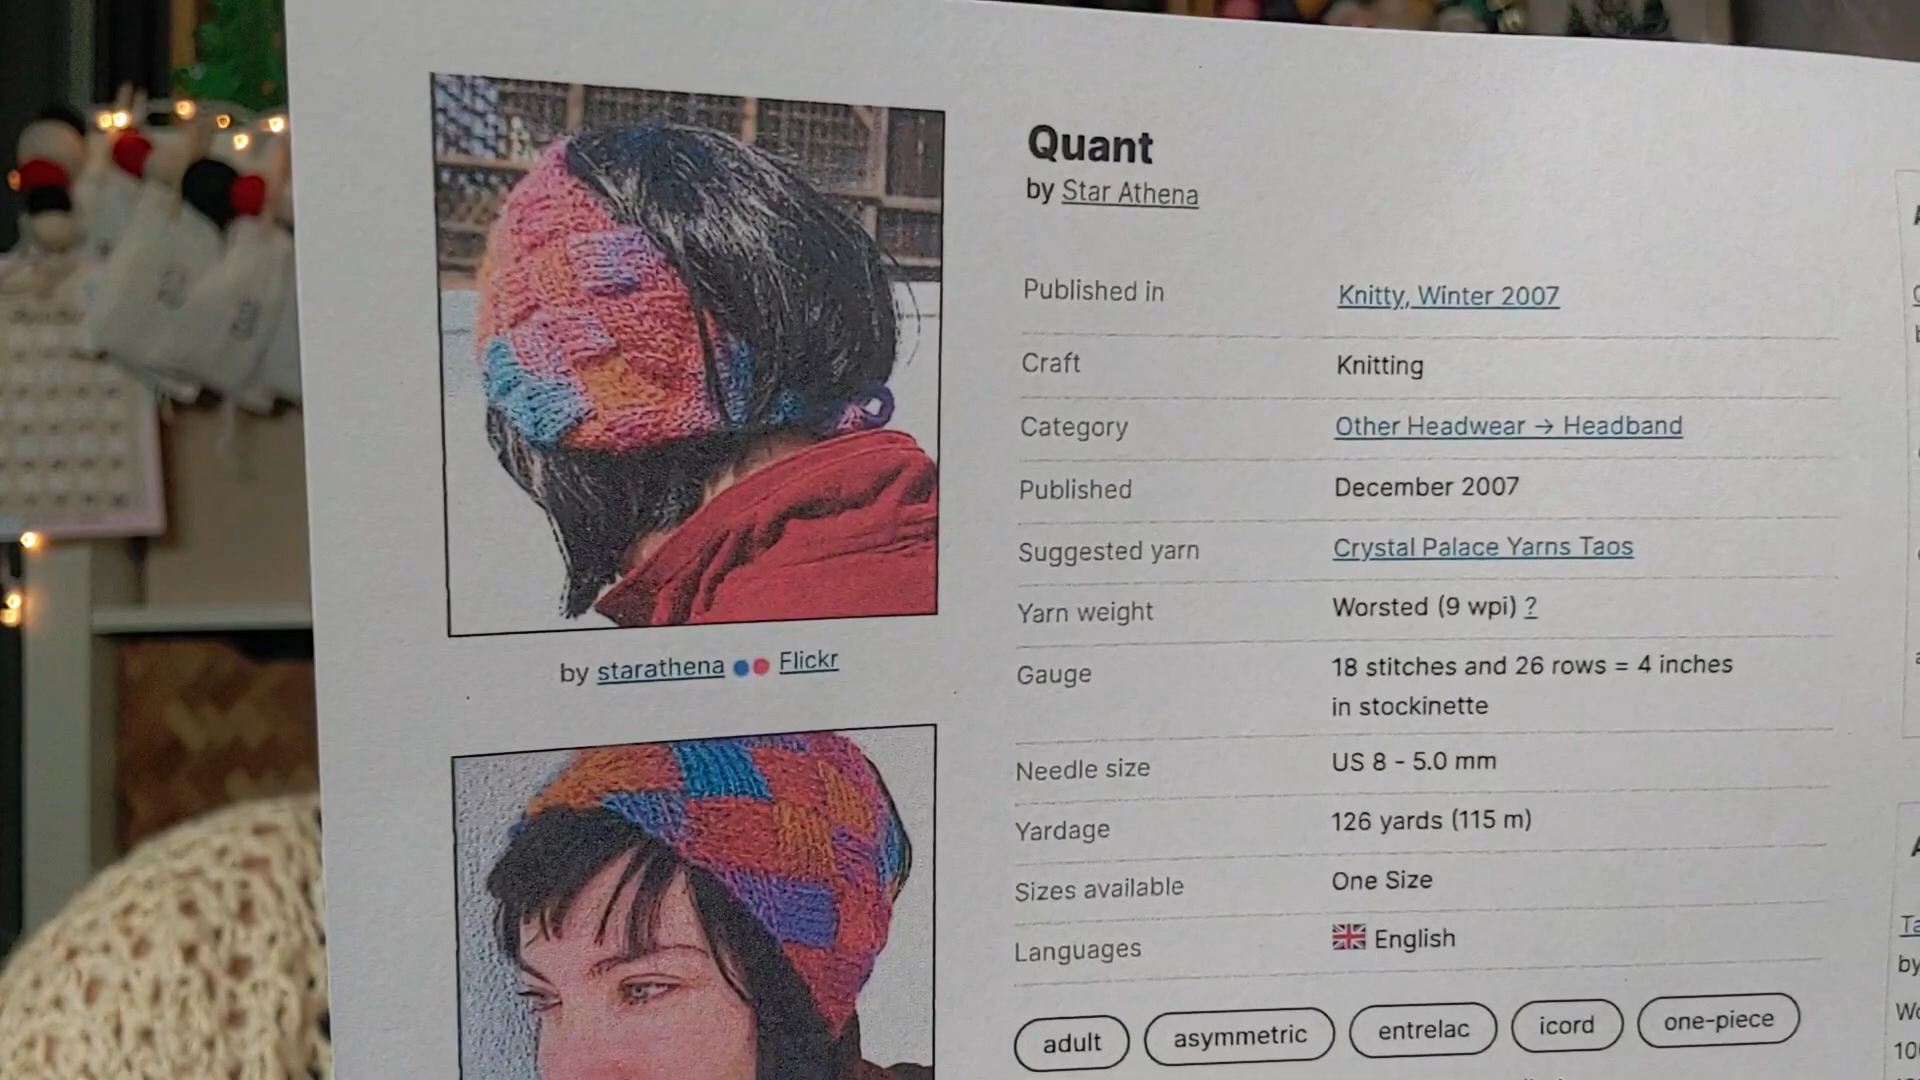 Quant
by Star Athena
Published in Knitty, Winter 2007
Craft Knitting
Category Other Headwear → Headband
Published December 2007
Suggested yarn Crystal Palace Yarns Taos
Yarn weight Worsted (9 wpi) ?
Gauge 18 stitches and 26 rows = 4 inches
in stockinette
Needle size US 8 - 5.0 mm
Yardage 126 yards (115 m)
Sizes available One Size
Languages English
adult asymmetric entrelac icord one-piece
by starathena Flickr
by